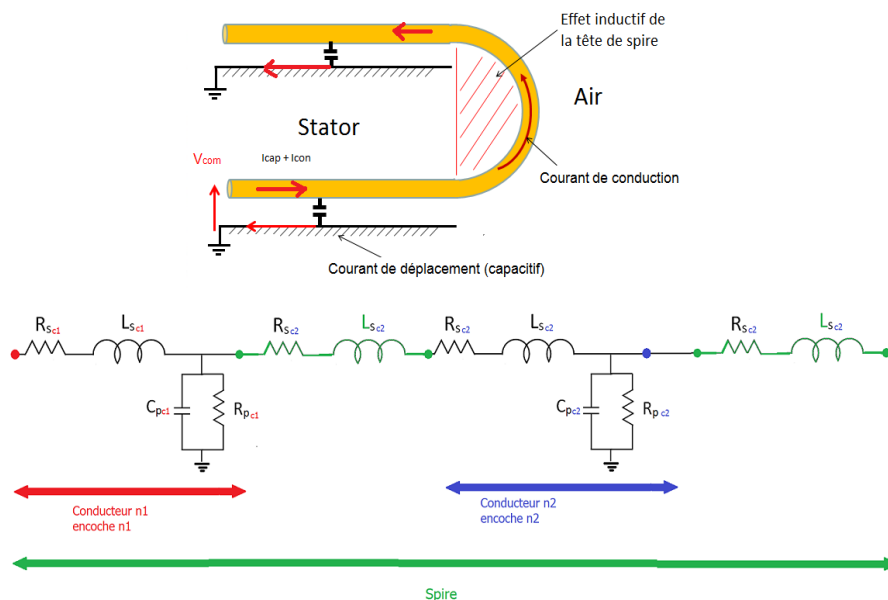 Effet inductif de
la tête de spire
Air
Stator
Vcom
Icap + Icon
Courant de conduction
Courant de déplacement (capacitif)
Rsc1
Lsc1
Rsc2
Lsc2
Rsc2
Lsc2
Rsc2
Lsc2
Cpc1
Rpc1
Cpc2
Rpc2
Conducteur n1
encoche n1
Conducteur n2
encoche n2
Spire